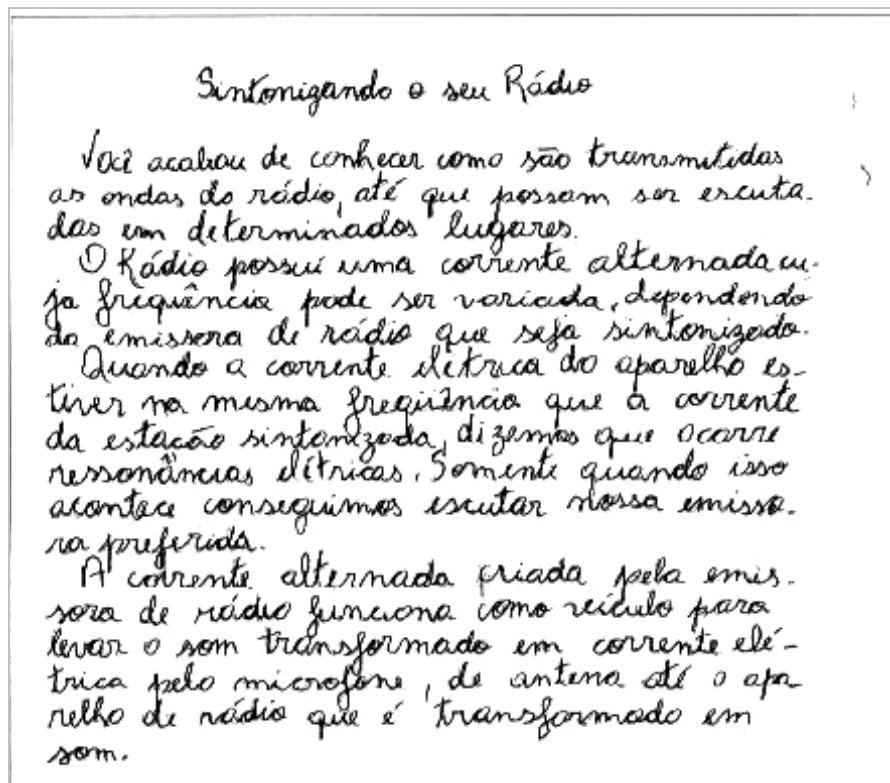 Sintonizando o seu Rádio
Você acabou de conhecer como são transmitidas
as ondas do rádio, até que possam ser escuta-
das em determinados lugares.
O Rádio possui uma corrente alternada cu-
ja freqüência pode ser variada, dependendo
da emissora de rádio que seja sintonizado.
Quando a corrente elétrica do aparelho es-
tiver na mesma freqüência que a corrente
da estação sintonizada, dizemos que ocorre
ressonâncias elétricas. Somente quando isso
acontece conseguimos escutar nossa emisso-
ra preferida.
A corrente alternada criada pela emis-
sora de rádio funciona como veículo para
levar o som transformado em corrente elé-
trica pelo microfone, de antena até o apa-
relho de rádio que é transformado em
som.